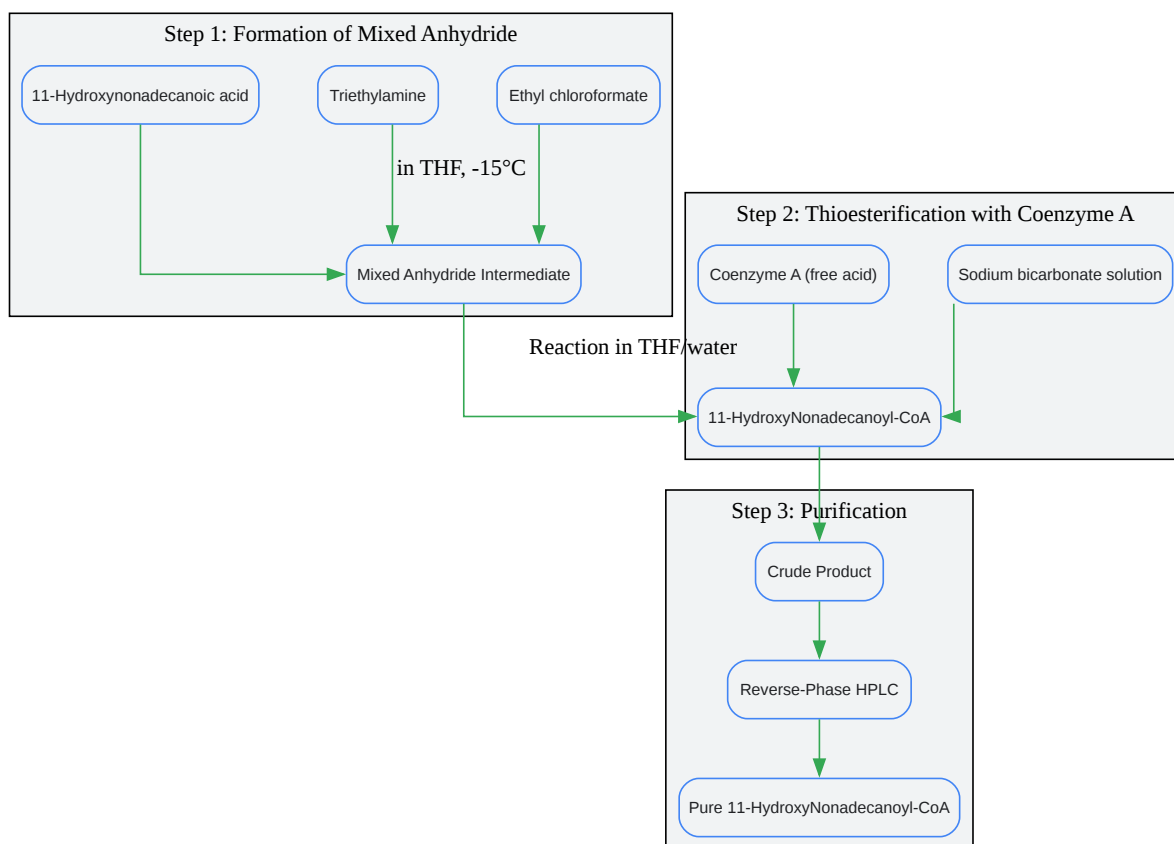 Step 1: Formation of Mixed Anhydride
11-Hydroxynonadecanoic acid
Triethylamine
Ethyl chloroformate
in THF, -15°C
Mixed Anhydride Intermediate
Step 2: Thioesterification with Coenzyme A
Coenzyme A (free acid)
Sodium bicarbonate solution
Reaction in THF/water
11-HydroxyNonadecanoyl-CoA
Step 3: Purification
Crude Product
Reverse-Phase HPLC
Pure 11-HydroxyNonadecanoyl-CoA